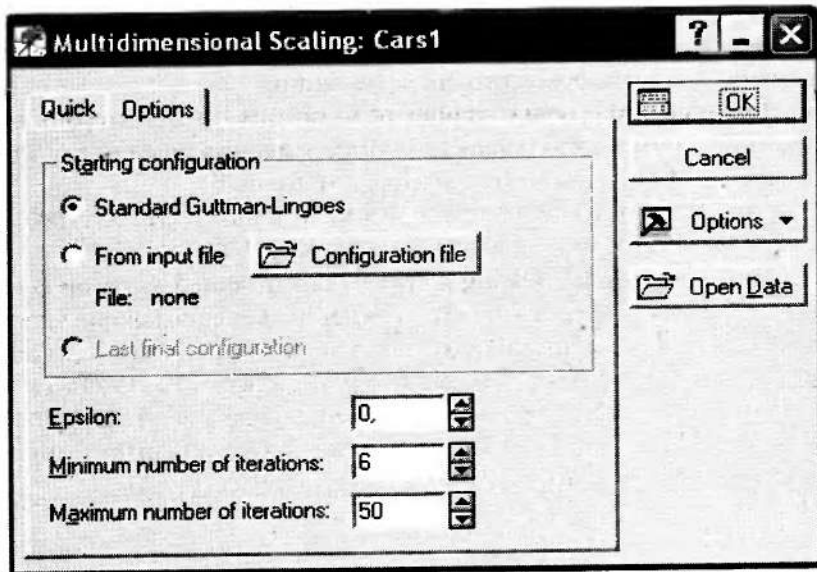 Multidimensional Scaling: Cars1
?
Quick Options
OK
Starting configuration
Cancel
Standard Guttman-Lingoes
Options
From input file Configuration file
Open Data
File: none
Last final configuration
Epsilon: 0,
Minimum number of iterations: 6
Maximum number of iterations: 50